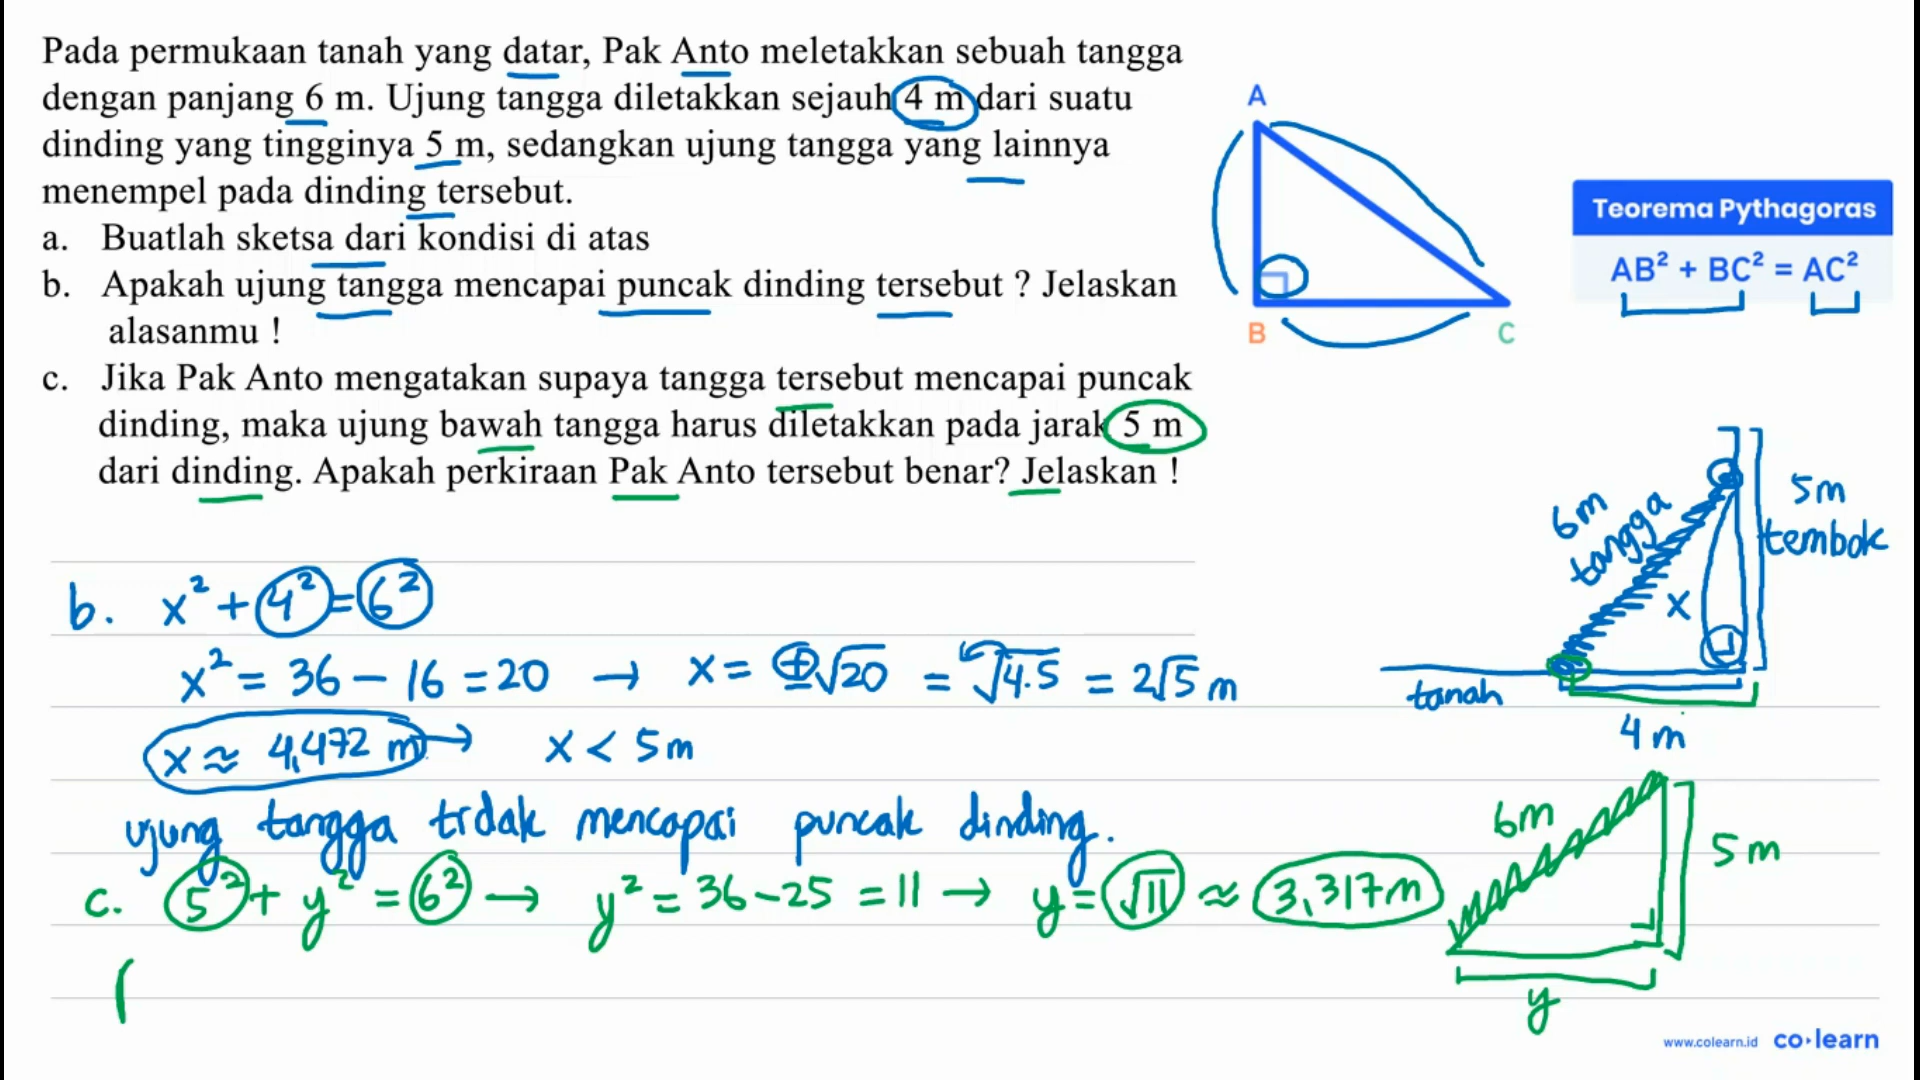 Pada permukaan tanah yang datar, Pak Anto meletakkan sebuah tangga
dengan panjang 6 m. Ujung tangga diletakkan sejauh 4 m dari suatu
dinding yang tingginya 5 m, sedangkan ujung tangga yang lainnya
menempel pada dinding tersebut.
a. Buatlah sketsa dari kondisi di atas
b. Apakah ujung tangga mencapai puncak dinding tersebut ? Jelaskan
alasanmu !
c. Jika Pak Anto mengatakan supaya tangga tersebut mencapai puncak
dinding, maka ujung bawah tangga harus diletakkan pada jarak 5 m
dari dinding. Apakah perkiraan Pak Anto tersebut benar? Jelaskan !
A
B
C
Teorema Pythagoras
AB² + BC² = AC²
6m
tangga
5m
tembok
x
tanah
4 m
b. x² + 4² = 6²
x² = 36 − 16 = 20 → x = ±√20 = √4.5 = 2√5 m
x ≈ 4,472 m → x < 5 m
ujung tangga tidak mencapai puncak dinding.
c. 5² + y² = 6² → y² = 36 − 25 = 11 → y = √11 ≈ 3,317 m
6m
5 m
y
www.colearn.id
co·learn